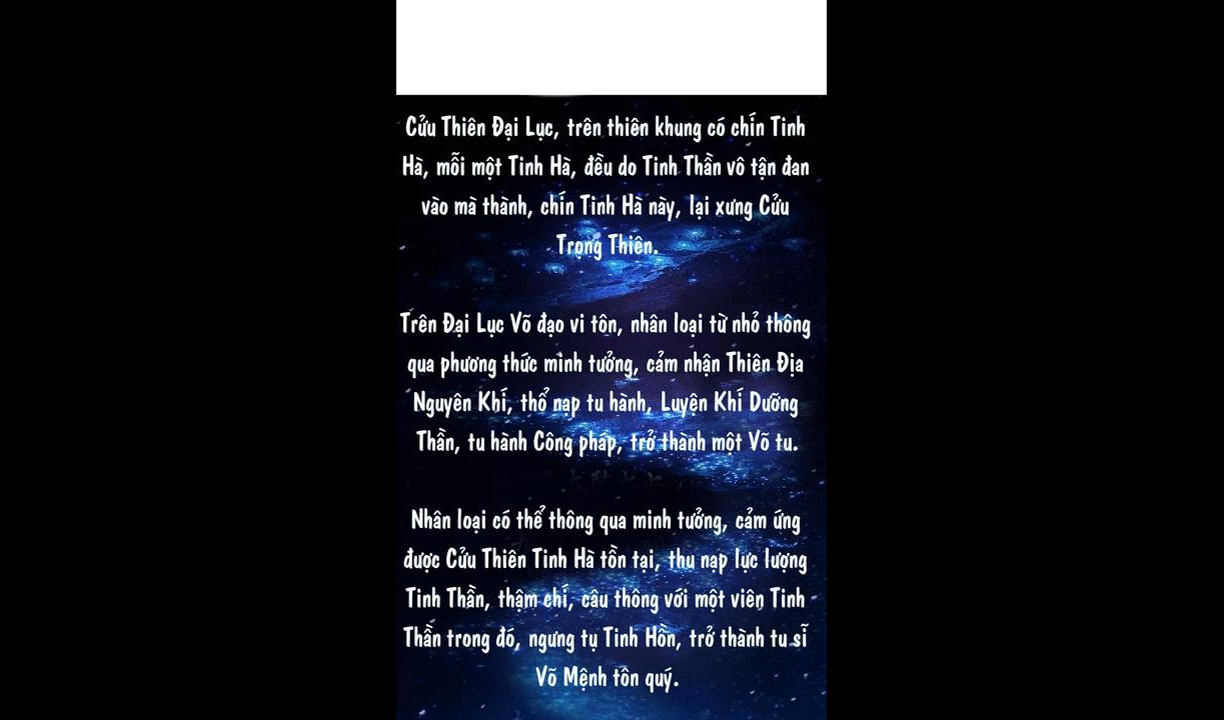 Cửu Thiên Đại Lục, trên thiên khung có chín Tinh
Hà, mỗi một Tinh Hà, đều do Tinh Thần vô tận đan
vào mà thành, chín Tinh Hà này, lại xưng Cửu
Trọng Thiên.
Trên Đại Lục Võ đạo vi tôn, nhân loại từ nhỏ thông
qua phương thức minh tưởng, cảm nhận Thiên Địa
Nguyên Khí, thổ nạp tu hành, Luyện Khí Dưỡng
Thần, tu hành Công pháp, trở thành một Võ tu.
Nhân loại có thể thông qua minh tưởng, cảm ứng
được Cửu Thiên Tinh Hà tồn tại, thu nạp lực lượng
Tinh Thần, thậm chí, câu thông với một viên Tinh
Thần trong đó, ngưng tụ Tinh Hồn, trở thành tu sĩ
Võ Mệnh tôn quý.